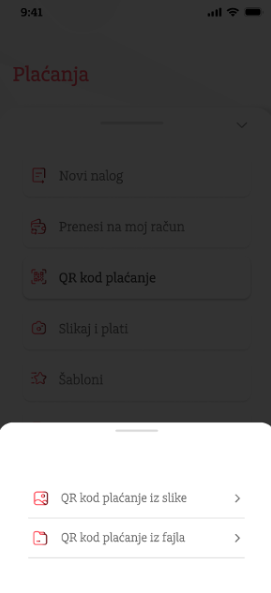 9:41
Plaćanja
Novi nalog
Prenesi na moj račun
QR kod plaćanje
Slikaj i plati
Šabloni
QR kod plaćanje iz slike
QR kod plaćanje iz fajla